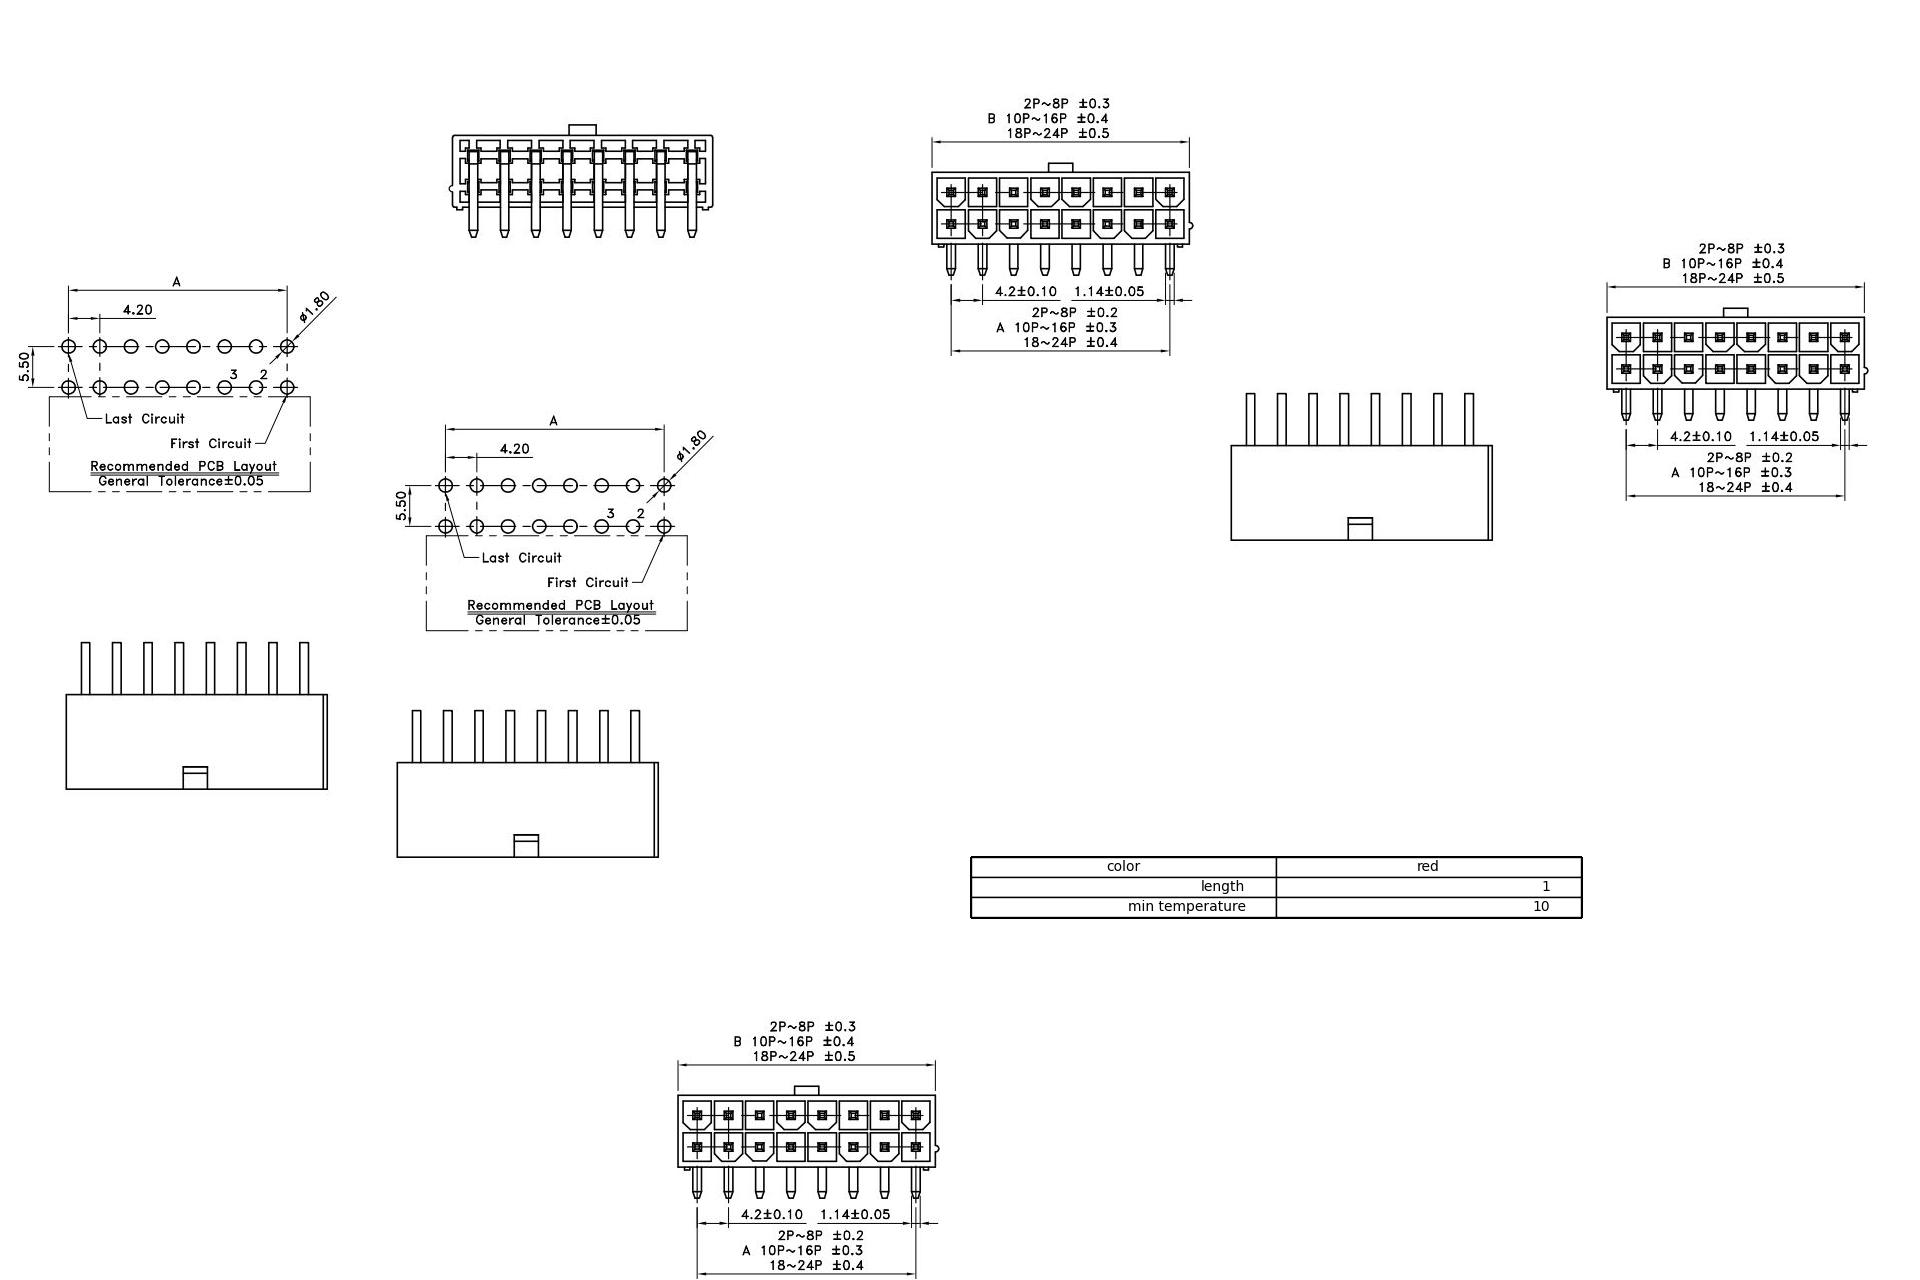 2P~8P ±0.3
B 10P~16P ±0.4
18P~24P ±0.5
4.2±0.10 1.14±0.05
2P~8P ±0.2
A 10P~16P ±0.3
18~24P ±0.4
2P~8P ±0.3
B 10P~16P ±0.4
18P~24P ±0.5
4.2±0.10 1.14±0.05
2P~8P ±0.2
A 10P~16P ±0.3
18~24P ±0.4
A
4.20
ø1.80
5.50
3 2
Last Circuit
First Circuit
Recommended PCB Layout
General Tolerance±0.05
A
4.20
ø1.80
5.50
3 2
Last Circuit
First Circuit
Recommended PCB Layout
General Tolerance±0.05
color red
length 1
min temperature 10
2P~8P ±0.3
B 10P~16P ±0.4
18P~24P ±0.5
4.2±0.10 1.14±0.05
2P~8P ±0.2
A 10P~16P ±0.3
18~24P ±0.4